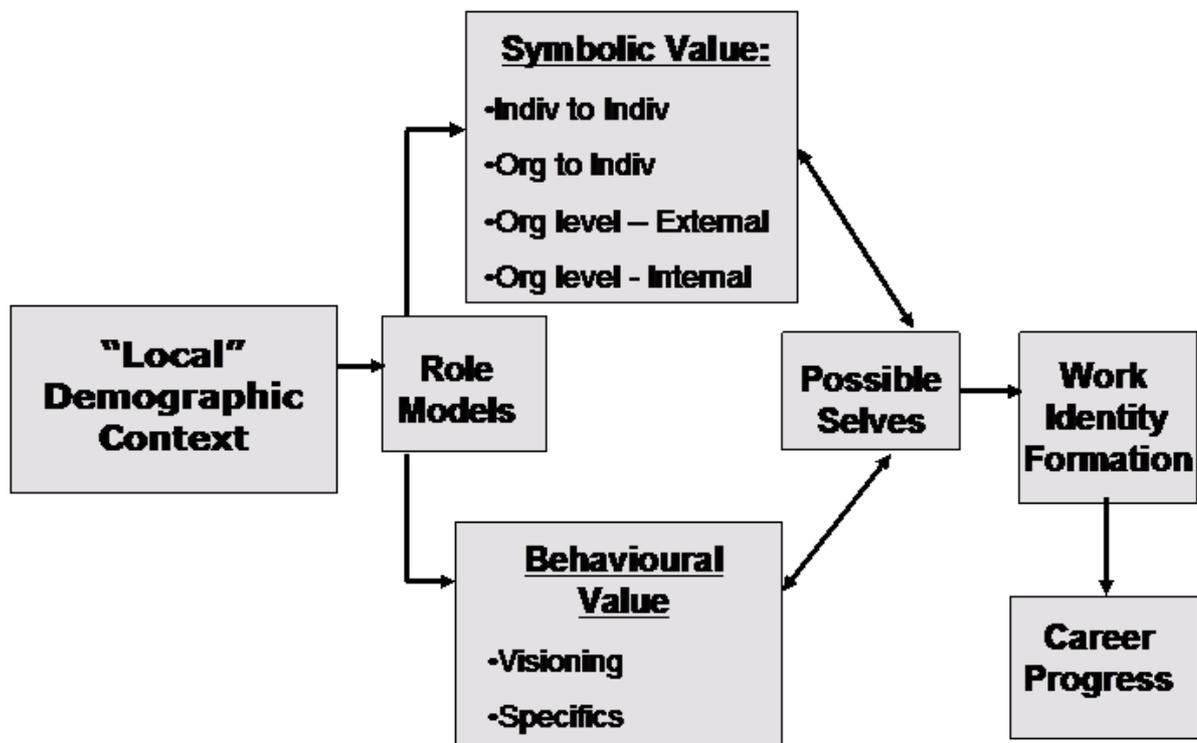 Symbolic Value:
•Indiv to Indiv
•Org to Indiv
•Org level – External
•Org level - Internal
“Local”
Demographic
Context
Role
Models
Possible
Selves
Work
Identity
Formation
Behavioural
Value
•Visioning
•Specifics
Career
Progress